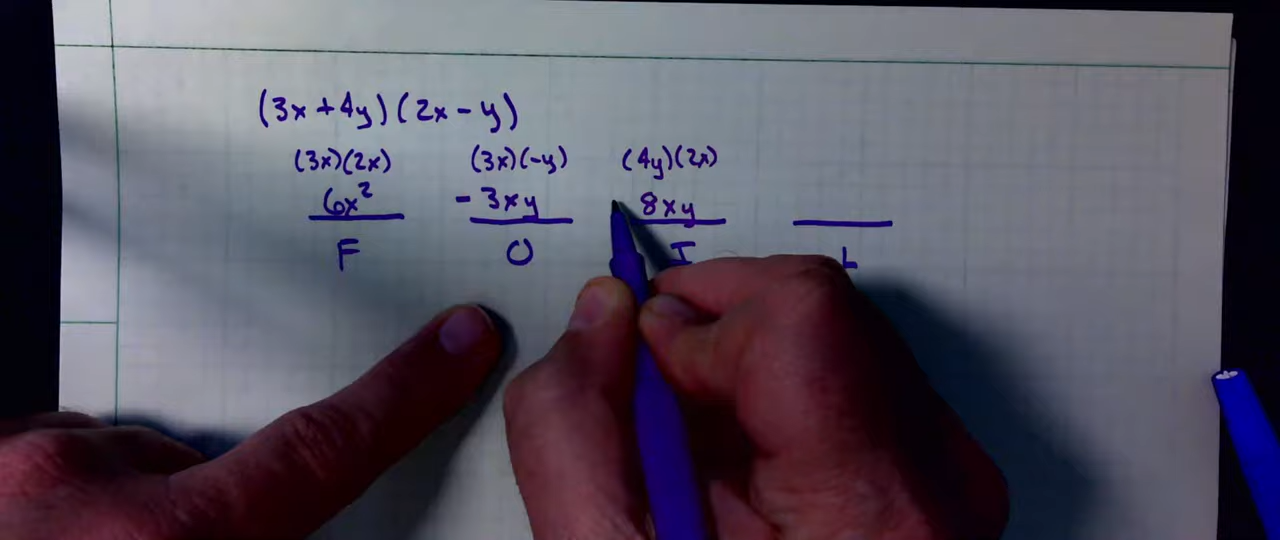 (3x+4y)(2x-y)
(3x)(2x) (3x)(-y) (4y)(2x)
6x² -3xy 8xy
F O I L